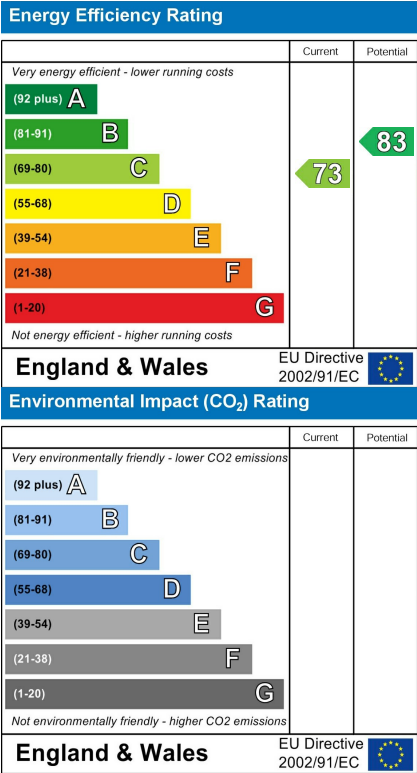 Energy Efficiency Rating
Current Potential
Very energy efficient - lower running costs
(92 plus) A
(81-91) B
83
(69-80) C
73
(55-68) D
(39-54) E
(21-38) F
(1-20) G
Not energy efficient - higher running costs
England & Wales
EU Directive
2002/91/EC
Environmental Impact (CO₂) Rating
Current Potential
Very environmentally friendly - lower CO2 emissions
(92 plus) A
(81-91) B
(69-80) C
(55-68) D
(39-54) E
(21-38) F
(1-20) G
Not environmentally friendly - higher CO2 emissions
England & Wales
EU Directive
2002/91/EC